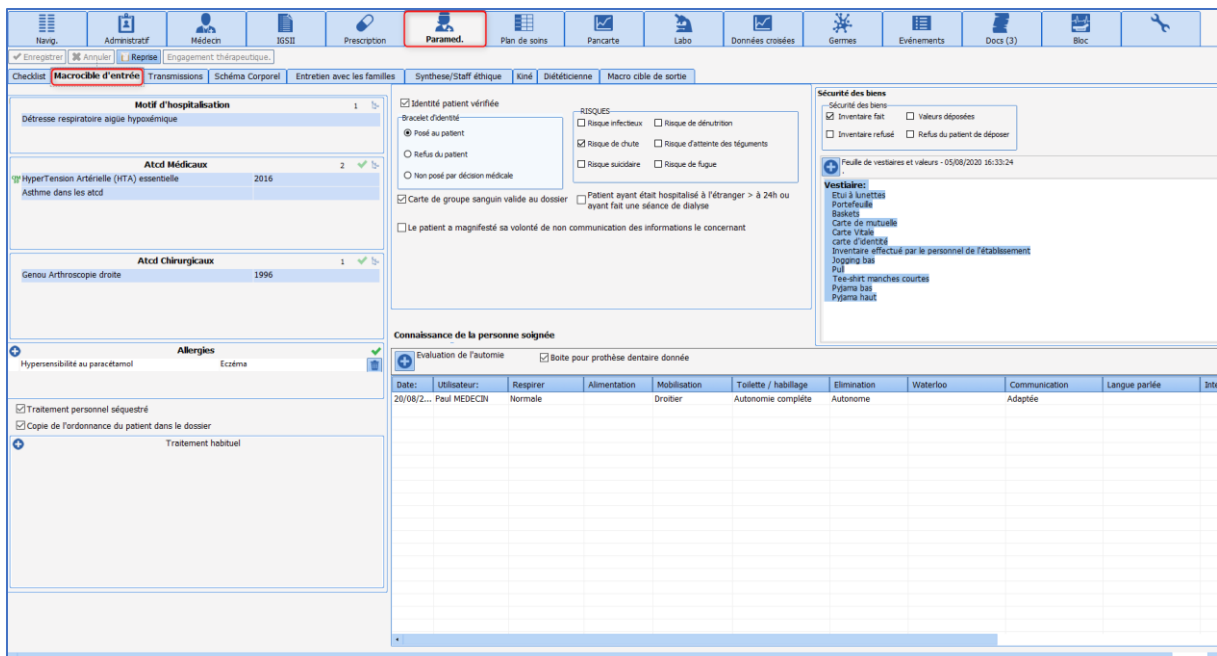 Navig. Administratif Médecin IGSII Prescription Paramed. Plan de soins Pancarte Labo Données croisées Germes Evénements Docs (3) Bloc
Enregistrer Annuler Reprise Engagement thérapeutique.
Checklist Macrocible d'entrée Transmissions Schéma Corporel Entretien avec les familles Synthese/Staff éthique Kiné Diététicienne Macro cible de sortie
Motif d'hospitalisation 1
Détresse respiratoire aigüe hypoxémique
Atcd Médicaux 2
HyperTension Artérielle (HTA) essentielle 2016
Asthme dans les atcd
Atcd Chirurgicaux 1
Genou Arthroscopie droite 1996
Allergies
Hypersensibilité au paracétamol Eczéma
Traitement personnel séquestré
Copie de l'ordonnance du patient dans le dossier
Traitement habituel
Identité patient vérifiée
Bracelet d'identité
Posé au patient
Refus du patient
Non posé par décision médicale
RISQUES
Risque infectieux Risque de dénutrition
Risque de chute Risque d'atteinte des téguments
Risque suicidaire Risque de fugue
Carte de groupe sanguin valide au dossier
Patient ayant était hospitalisé à l'étranger > à 24h ou
ayant fait une séance de dialyse
Le patient a magnifesté sa volonté de non communication des informations le concernant
Sécurité des biens
Sécurité des biens
Inventaire fait Valeurs déposées
Inventaire refusé Refus du patient de déposer
Feuille de vestiaires et valeurs - 05/08/2020 16:33:24
.
Vestiaire:
Etui à lunettes
Portefeuille
Baskets
Carte de mutuelle
Carte Vitale
carte d'identité
Inventaire effectué par le personnel de l'établissement
Jogging bas
Pull
Tee-shirt manches courtes
Pyjama bas
Pyjama haut
Connaissance de la personne soignée
Evaluation de l'automie Boite pour prothèse dentaire donnée
Date: Utilisateur: Respirer Alimentation Mobilisation Toilette / habillage Elimination Waterloo Communication Langue parlée Inte
20/08/2... Paul MEDECIN Normale Droitier Autonomie complète Autonome Adaptée